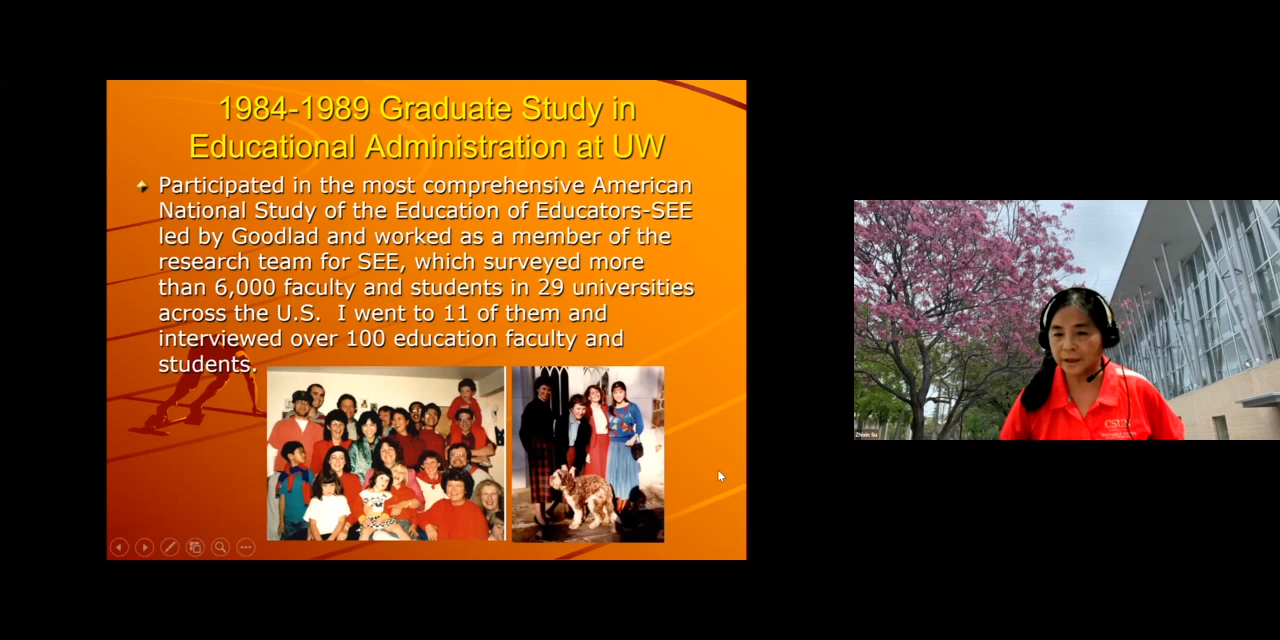 1984-1989 Graduate Study in
Educational Administration at UW
Participated in the most comprehensive American
National Study of the Education of Educators-SEE
led by Goodlad and worked as a member of the
research team for SEE, which surveyed more
than 6,000 faculty and students in 29 universities
across the U.S.  I went to 11 of them and
interviewed over 100 education faculty and
students.
CSUN
Zhixin Su